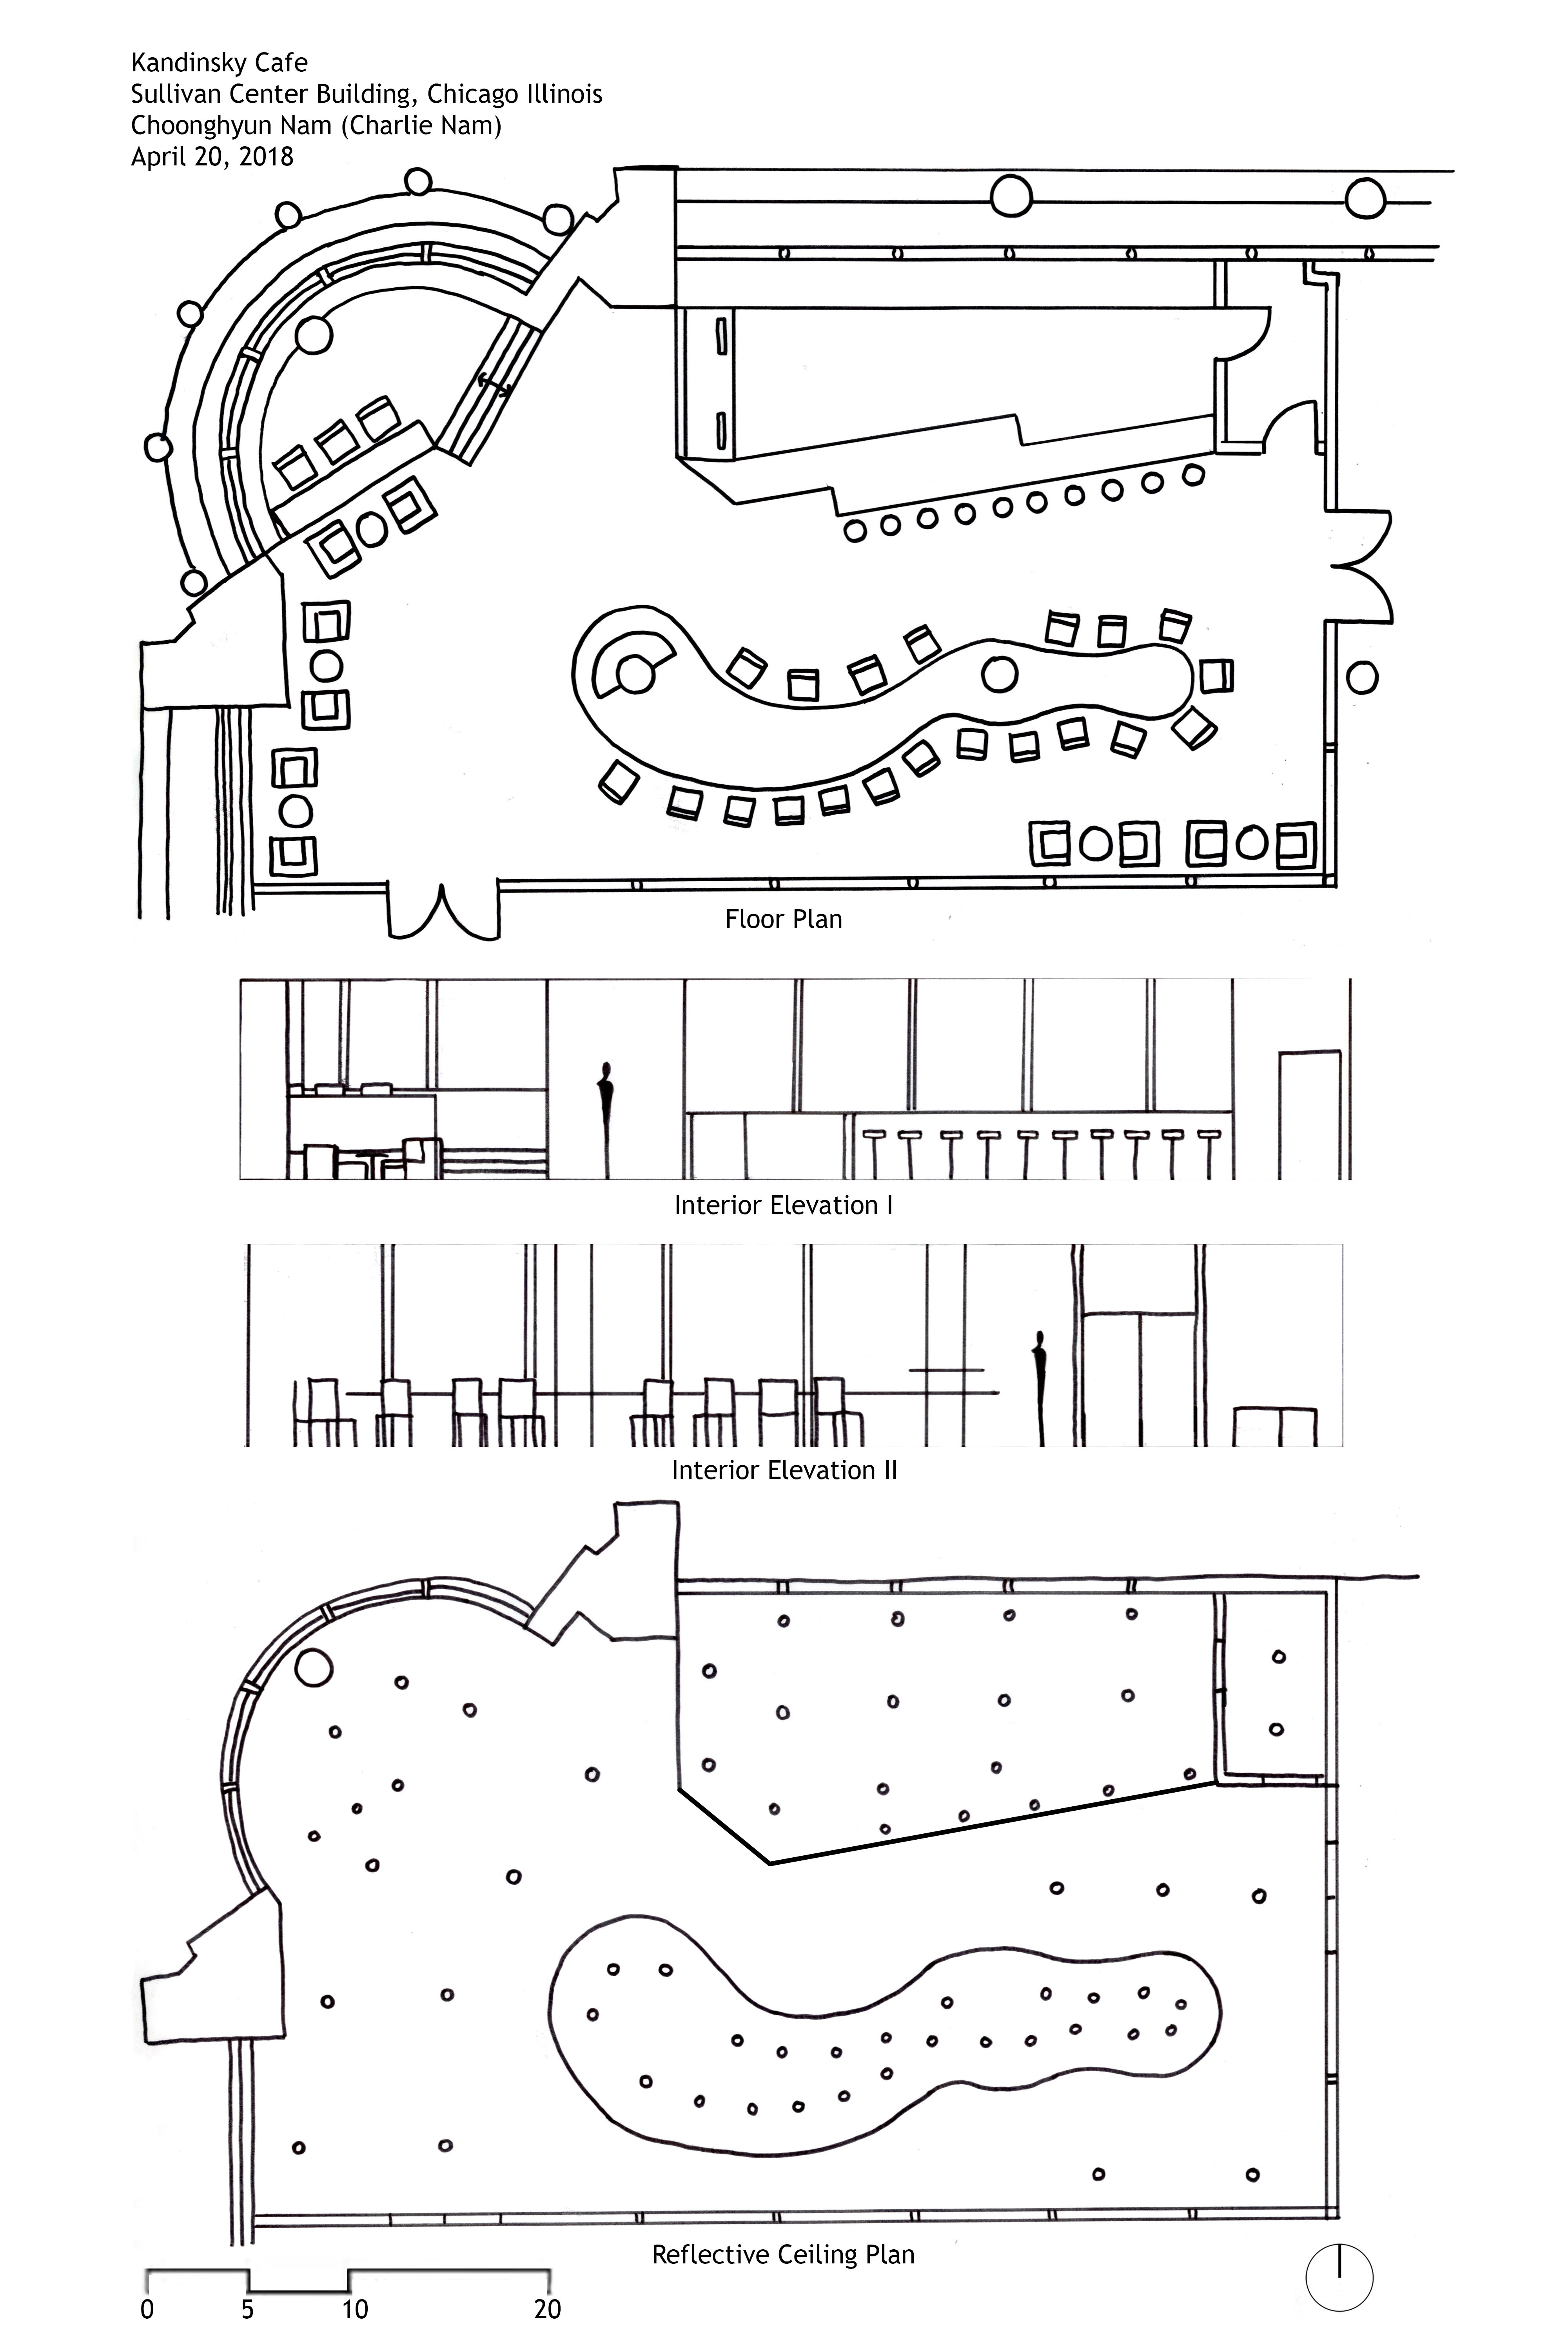 Kandinsky Cafe
Sullivan Center Building, Chicago Illinois
Choonghyun Nam (Charlie Nam)
April 20, 2018
Floor Plan
Interior Elevation I
Interior Elevation II
Reflective Ceiling Plan
0 5 10 20